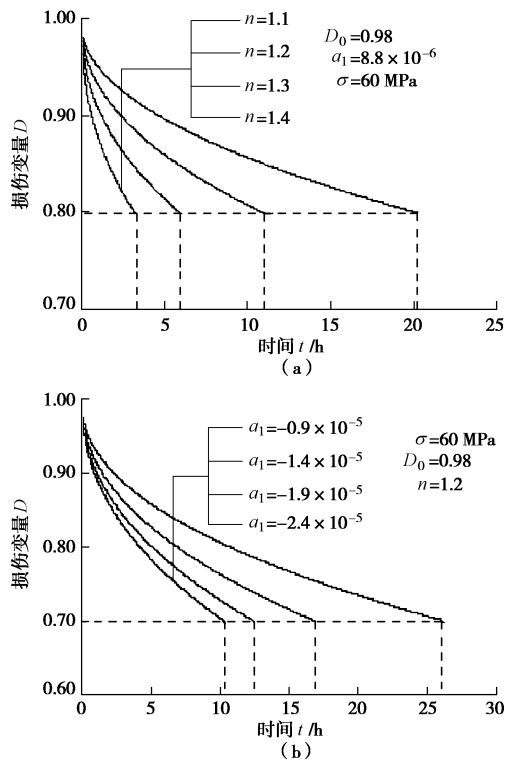 1.00
n=1.1
D₀=0.98
n=1.2
a₁=8.8×10⁻⁶
σ=60 MPa
n=1.3
0.90
n=1.4
损伤变量D
0.80
0.70
0 5 10 15 20 25
时间 t /h
(a)
1.00
a₁=−0.9×10⁻⁵
σ=60 MPa
a₁=−1.4×10⁻⁵
D₀=0.98
0.90
n=1.2
a₁=−1.9×10⁻⁵
a₁=−2.4×10⁻⁵
损伤变量D
0.80
0.70
0.60
0 5 10 15 20 25 30
时间 t /h
(b)